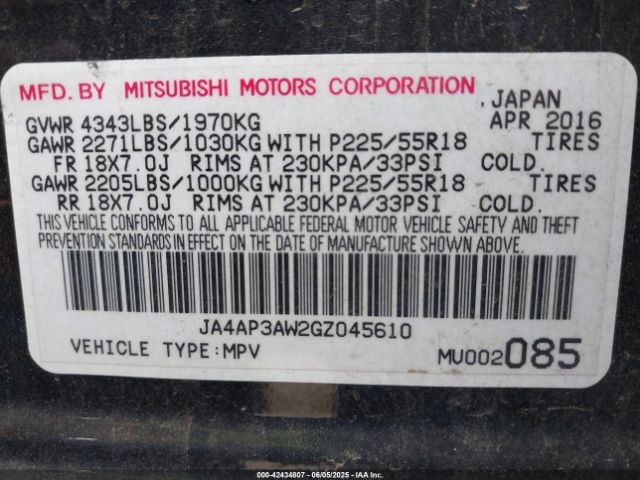 MFD. BY MITSUBISHI MOTORS CORPORATION
, JAPAN
GVWR 4343LBS/1970KG APR 2016
GAWR 2271LBS/1030KG WITH P225/55R18 TIRES
FR 18X7.0J RIMS AT 230KPA/33PSI COLD.
GAWR 2205LBS/1000KG WITH P225/55R18 TIRES
RR 18X7.0J RIMS AT 230KPA/33PSI COLD.
THIS VEHICLE CONFORMS TO ALL APPLICABLE FEDERAL MOTOR VEHICLE SAFETY AND THEFT
PREVENTION STANDARDS IN EFFECT ON THE DATE OF MANUFACTURE SHOWN ABOVE.
JA4AP3AW2GZ045610
VEHICLE TYPE:MPV MU002085
© - 42434807 - 06/05/2025 - IAA Inc.